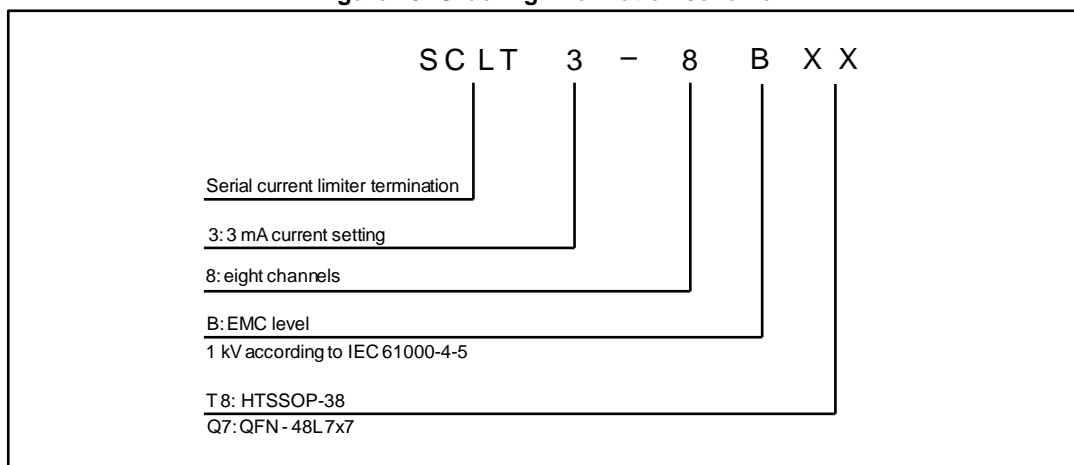 SCLT 3 – 8 B XX
Serial current limiter termination
3: 3 mA current setting
8: eight channels
B: EMC level
1 kV according to IEC 61000-4-5
T8: HTSSOP-38
Q7: QFN - 48L 7x7